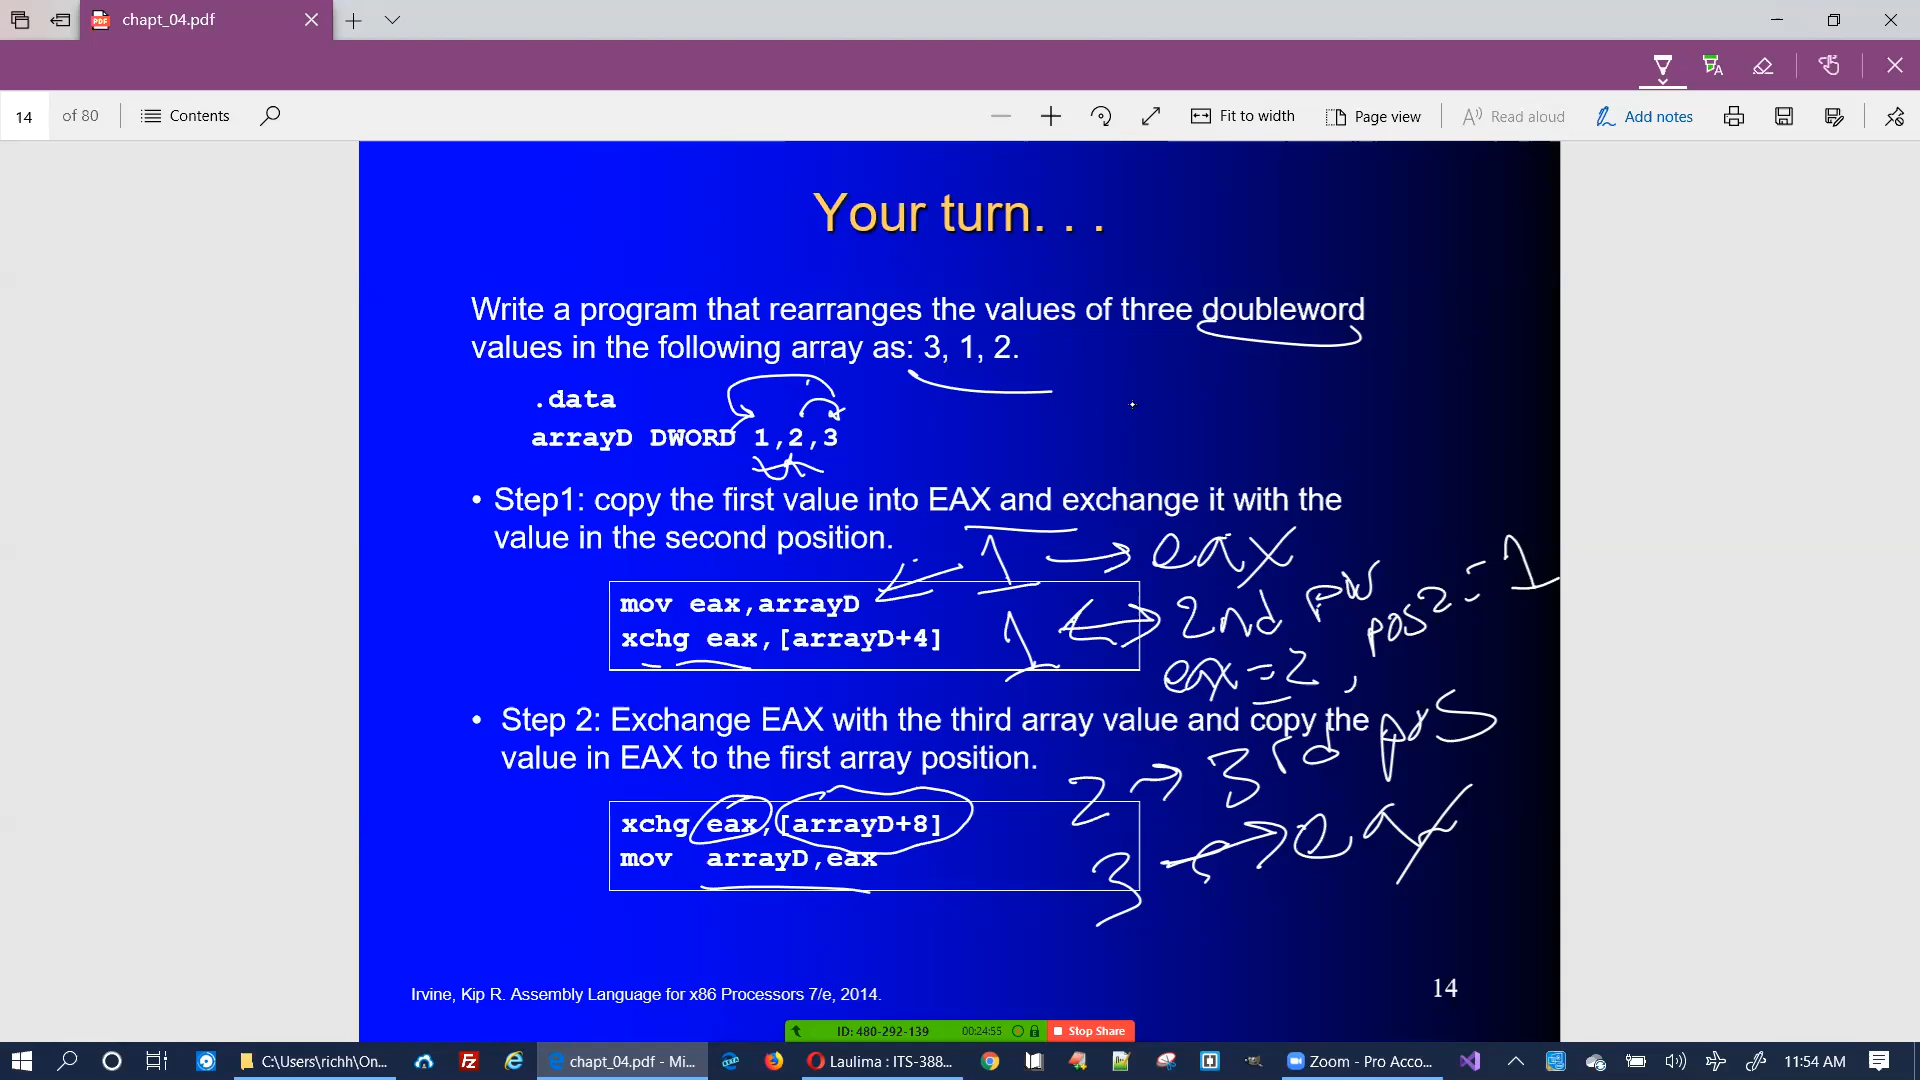 chapt_04.pdf
14 of 80 Contents Fit to width Page view Read aloud Add notes
Your turn. . .
Write a program that rearranges the values of three doubleword
values in the following array as: 3, 1, 2.
.data
arrayD DWORD 1,2,3
• Step1: copy the first value into EAX and exchange it with the
value in the second position.
1 → eax
mov eax,arrayD
xchg eax,[arrayD+4]
1 ↔ 2nd
pos2 = 1
eax = 2,
• Step 2: Exchange EAX with the third array value and copy the
value in EAX to the first array position.
2 → 3rd pos
xchg eax,[arrayD+8]
mov arrayD,eax
3 → eax
Irvine, Kip R. Assembly Language for x86 Processors 7/e, 2014.
14
ID: 480-292-139 00:24:55 Stop Share
C:\Users\richh\On... chapt_04.pdf - Mi... Laulima : ITS-388... Zoom - Pro Acco... 11:54 AM